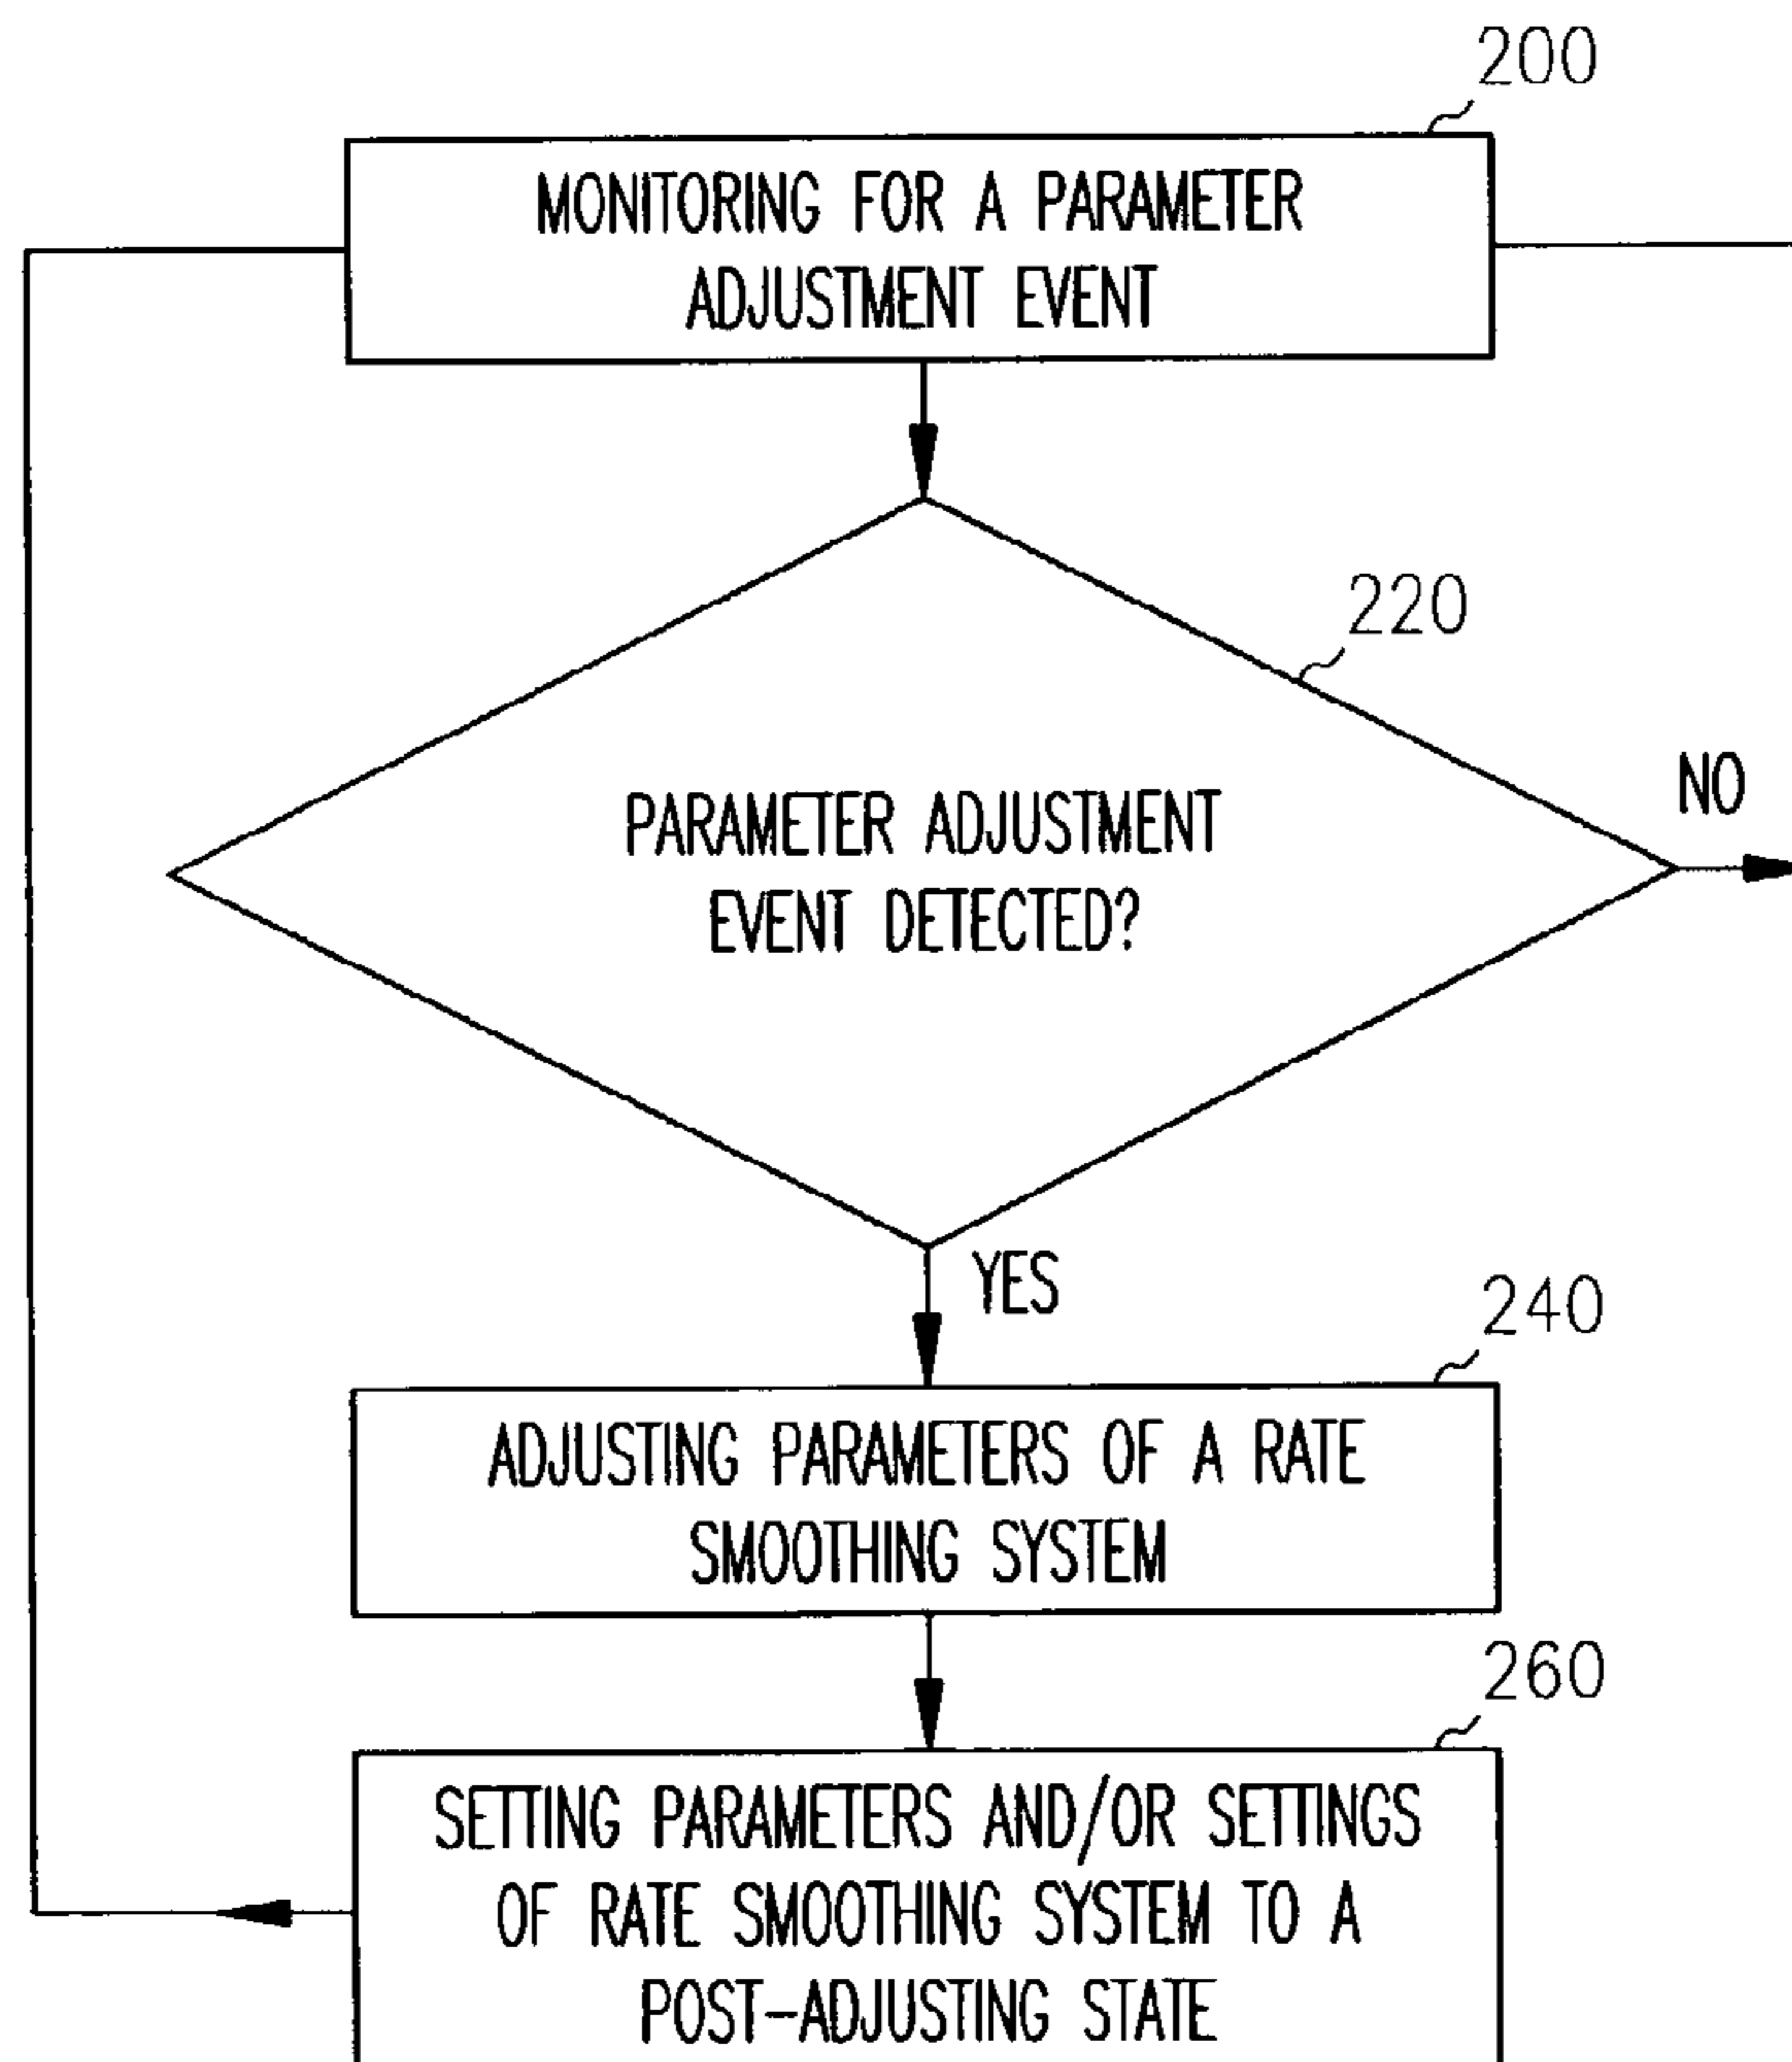 200
MONITORING FOR A PARAMETER
ADJUSTMENT EVENT
220
NO
PARAMETER ADJUSTMENT
EVENT DETECTED?
YES
240
ADJUSTING PARAMETERS OF A RATE
SMOOTHING SYSTEM
260
SETTING PARAMETERS AND/OR SETTINGS
OF RATE SMOOTHING SYSTEM TO A
POST-ADJUSTING STATE